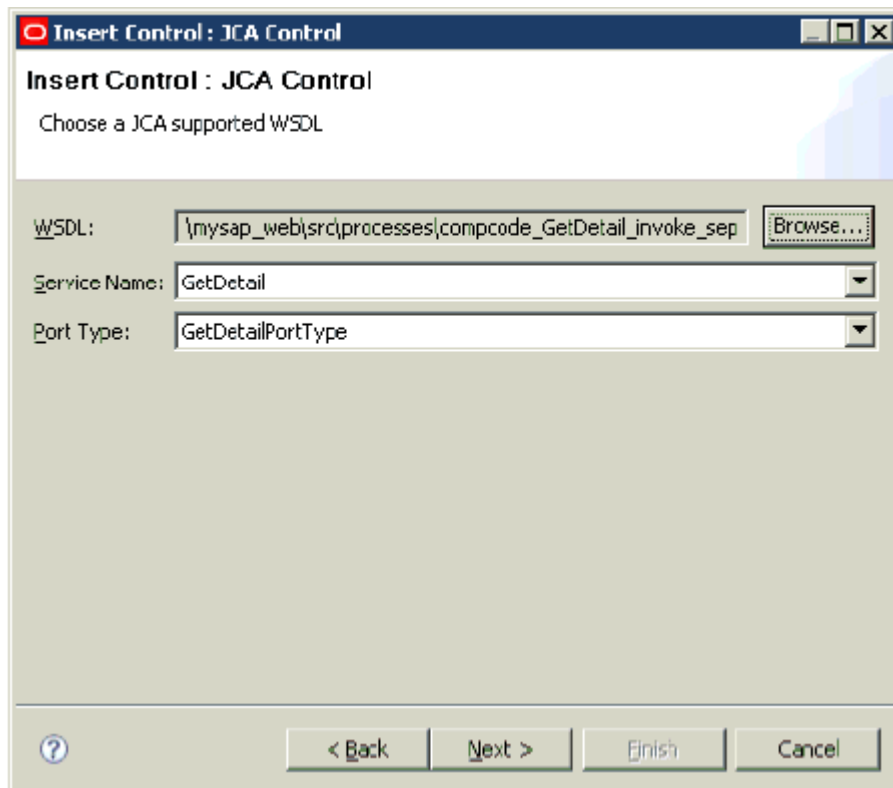 Insert Control : JCA Control
Insert Control : JCA Control
Choose a JCA supported WSDL
WSDL: \mysap_web\src\processes\compcode_GetDetail_invoke_sep Browse...
Service Name: GetDetail
Port Type: GetDetailPortType
? < Back Next > Finish Cancel